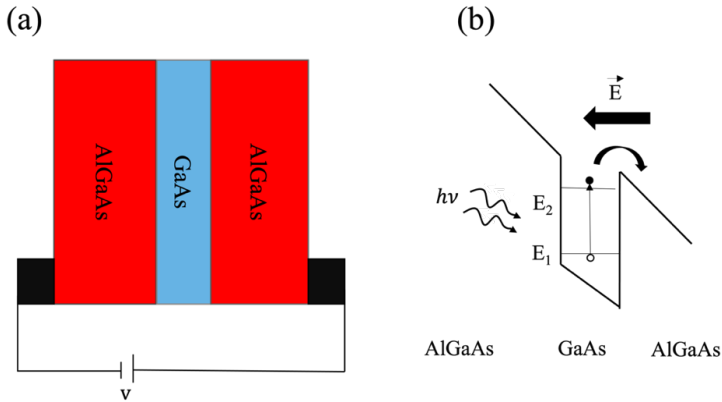 (a)
AlGaAs
GaAs
AlGaAs
v
(b)
E
hν
E2
E1
AlGaAs GaAs AlGaAs